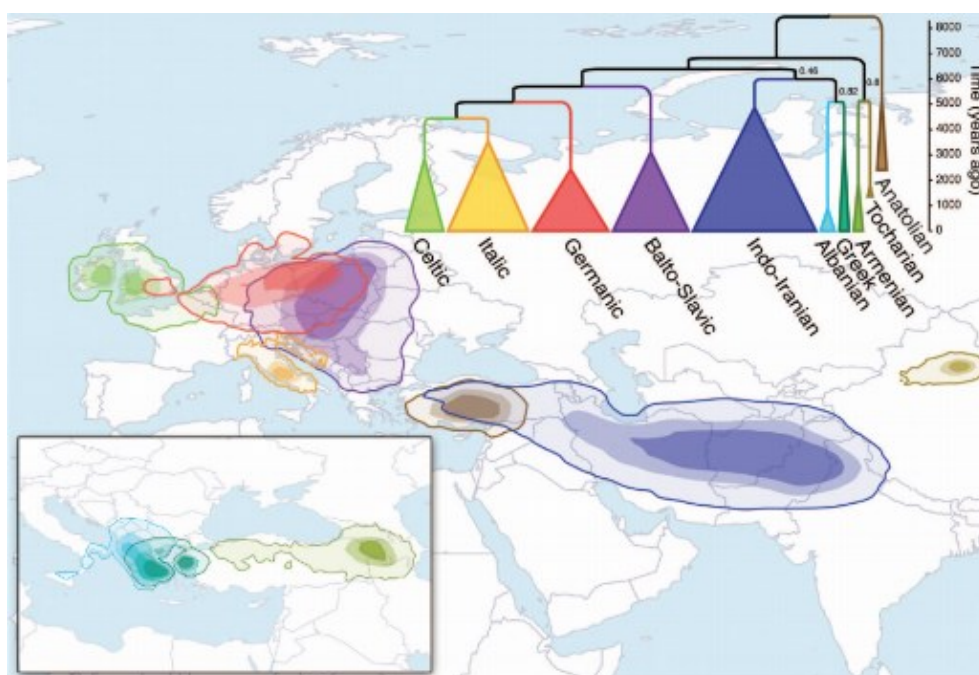 8000
7000
6000
5000
4000
3000
2000
1000
0
Time (years ago)
0.46
0.82
0.8
Celtic
Italic
Germanic
Balto-Slavic
Indo-Iranian
Albanian
Greek
Armenian
Tocharian
Anatolian